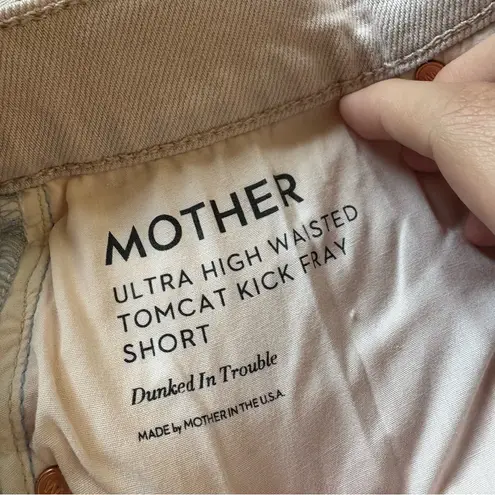 MOTHER
ULTRA HIGH WAISTED
TOMCAT KICK FRAY
SHORT
Dunked In Trouble
MADE by MOTHER IN THE U.S.A.